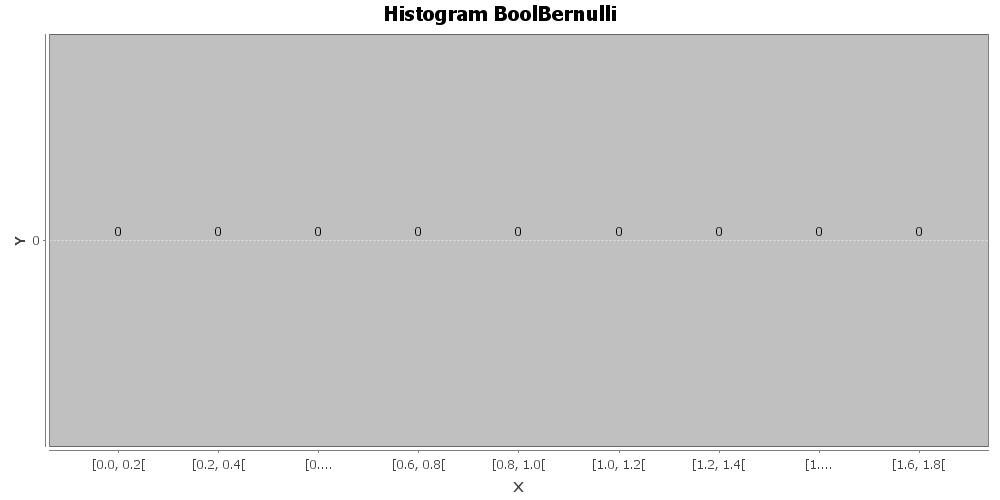 Histogram BoolBernulli
0 0 0 0 0 0 0 0 0
Y 0
[0.0, 0.2[ [0.2, 0.4[ [0.... [0.6, 0.8[ [0.8, 1.0[ [1.0, 1.2[ [1.2, 1.4[ [1.... [1.6, 1.8[
X